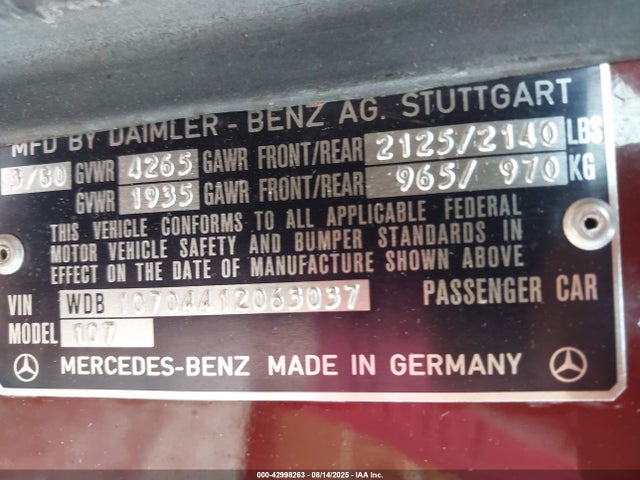 MFD BY DAIMLER - BENZ AG. STUTTGART
3/80 GVWR 4265 GAWR FRONT/REAR 2125/2140 LBS
GVWR 1935 GAWR FRONT/REAR 965/ 970 KG
THIS VEHICLE CONFORMS TO ALL APPLICABLE FEDERAL
MOTOR VEHICLE SAFETY AND BUMPER STANDARDS IN
EFFECT ON THE DATE OF MANUFACTURE SHOWN ABOVE
VIN WDB 10704412063037 PASSENGER CAR
MODEL 107
MERCEDES-BENZ MADE IN GERMANY
000-42998263 - 08/14/2025 - IAA Inc.